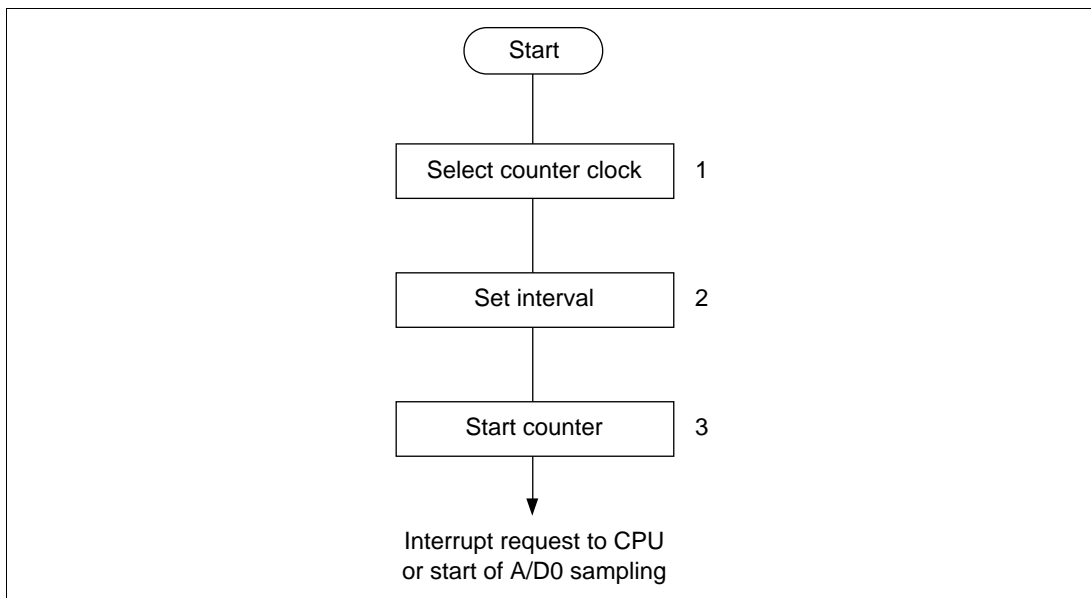 Start
Select counter clock 1
Set interval 2
Start counter 3
Interrupt request to CPU
or start of A/D0 sampling